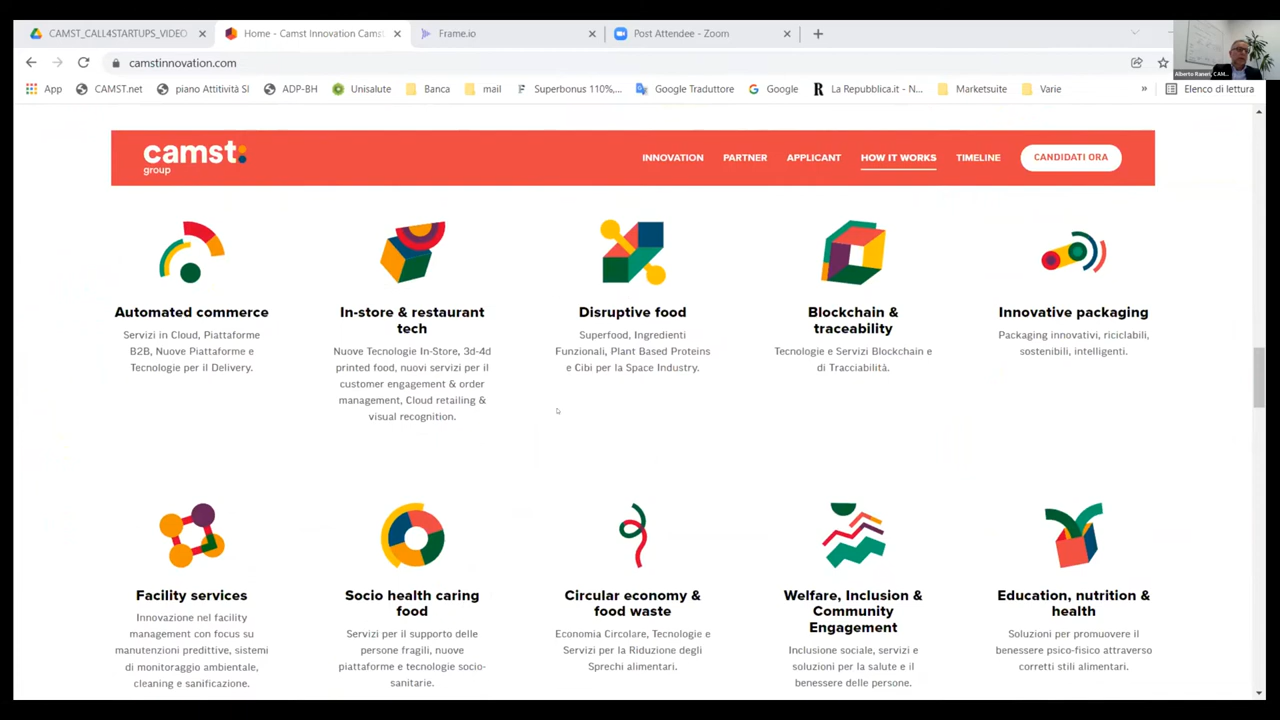 CAMST_CALL4STARTUPS_VIDEO
Home - Camst Innovation Camst
Frame.io
Post Attendee - Zoom
camstinnovation.com
App
CAMST.net
piano Attitività SI
ADP-BH
Unisalute
Banca
mail
Superbonus 110%,...
Google Traduttore
Google
La Repubblica.it - N...
Marketsuite
Varie
Elenco di lettura
Alberto Raneri, CAM...
camst:
group
INNOVATION
PARTNER
APPLICANT
HOW IT WORKS
TIMELINE
CANDIDATI ORA
Automated commerce
Servizi in Cloud, Piattaforme
B2B, Nuove Piattaforme e
Tecnologie per il Delivery.
In-store & restaurant
tech
Nuove Tecnologie In-Store, 3d-4d
printed food, nuovi servizi per il
customer engagement & order
management, Cloud retailing &
visual recognition.
Disruptive food
Superfood, Ingredienti
Funzionali, Plant Based Proteins
e Cibi per la Space Industry.
Blockchain &
traceability
Tecnologie e Servizi Blockchain e
di Tracciabilità.
Innovative packaging
Packaging innovativi, riciclabili,
sostenibili, intelligenti.
Facility services
Innovazione nel facility
management con focus su
manutenzioni predittive, sistemi
di monitoraggio ambientale,
cleaning e sanificazione.
Socio health caring
food
Servizi per il supporto delle
persone fragili, nuove
piattaforme e tecnologie socio-
sanitarie.
Circular economy &
food waste
Economia Circolare, Tecnologie e
Servizi per la Riduzione degli
Sprechi alimentari.
Welfare, Inclusion &
Community
Engagement
Inclusione sociale, servizi e
soluzioni per la salute e il
benessere delle persone.
Education, nutrition &
health
Soluzioni per promuovere il
benessere psico-fisico attraverso
corretti stili alimentari.